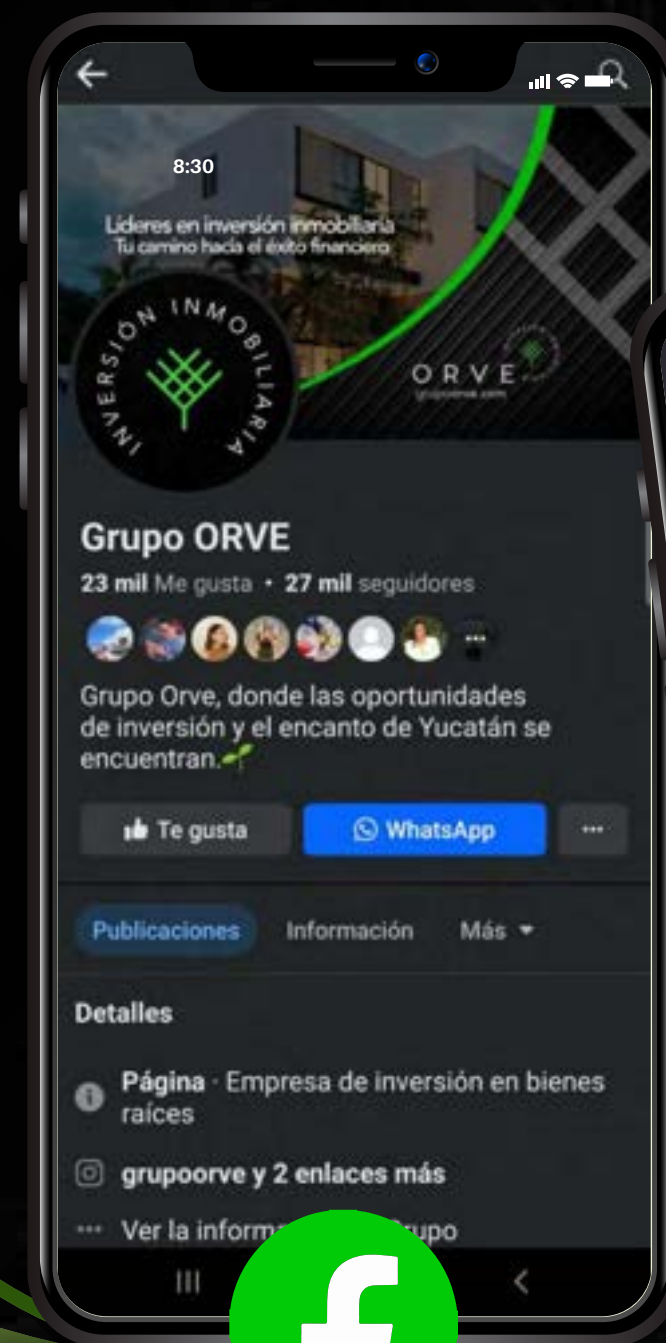 8:30
Líderes en inversión inmobiliaria
Tu camino hacia el éxito financiero
INVERSIÓN INMOBILIARIA
ORVE
grupoorve.com
Grupo ORVE
23 mil Me gusta • 27 mil seguidores
Grupo Orve, donde las oportunidades
de inversión y el encanto de Yucatán se
encuentran.🌱
Te gusta
WhatsApp
Publicaciones
Información
Más
Detalles
Página · Empresa de inversión en bienes
raíces
grupoorve y 2 enlaces más
Ver la inform
upo